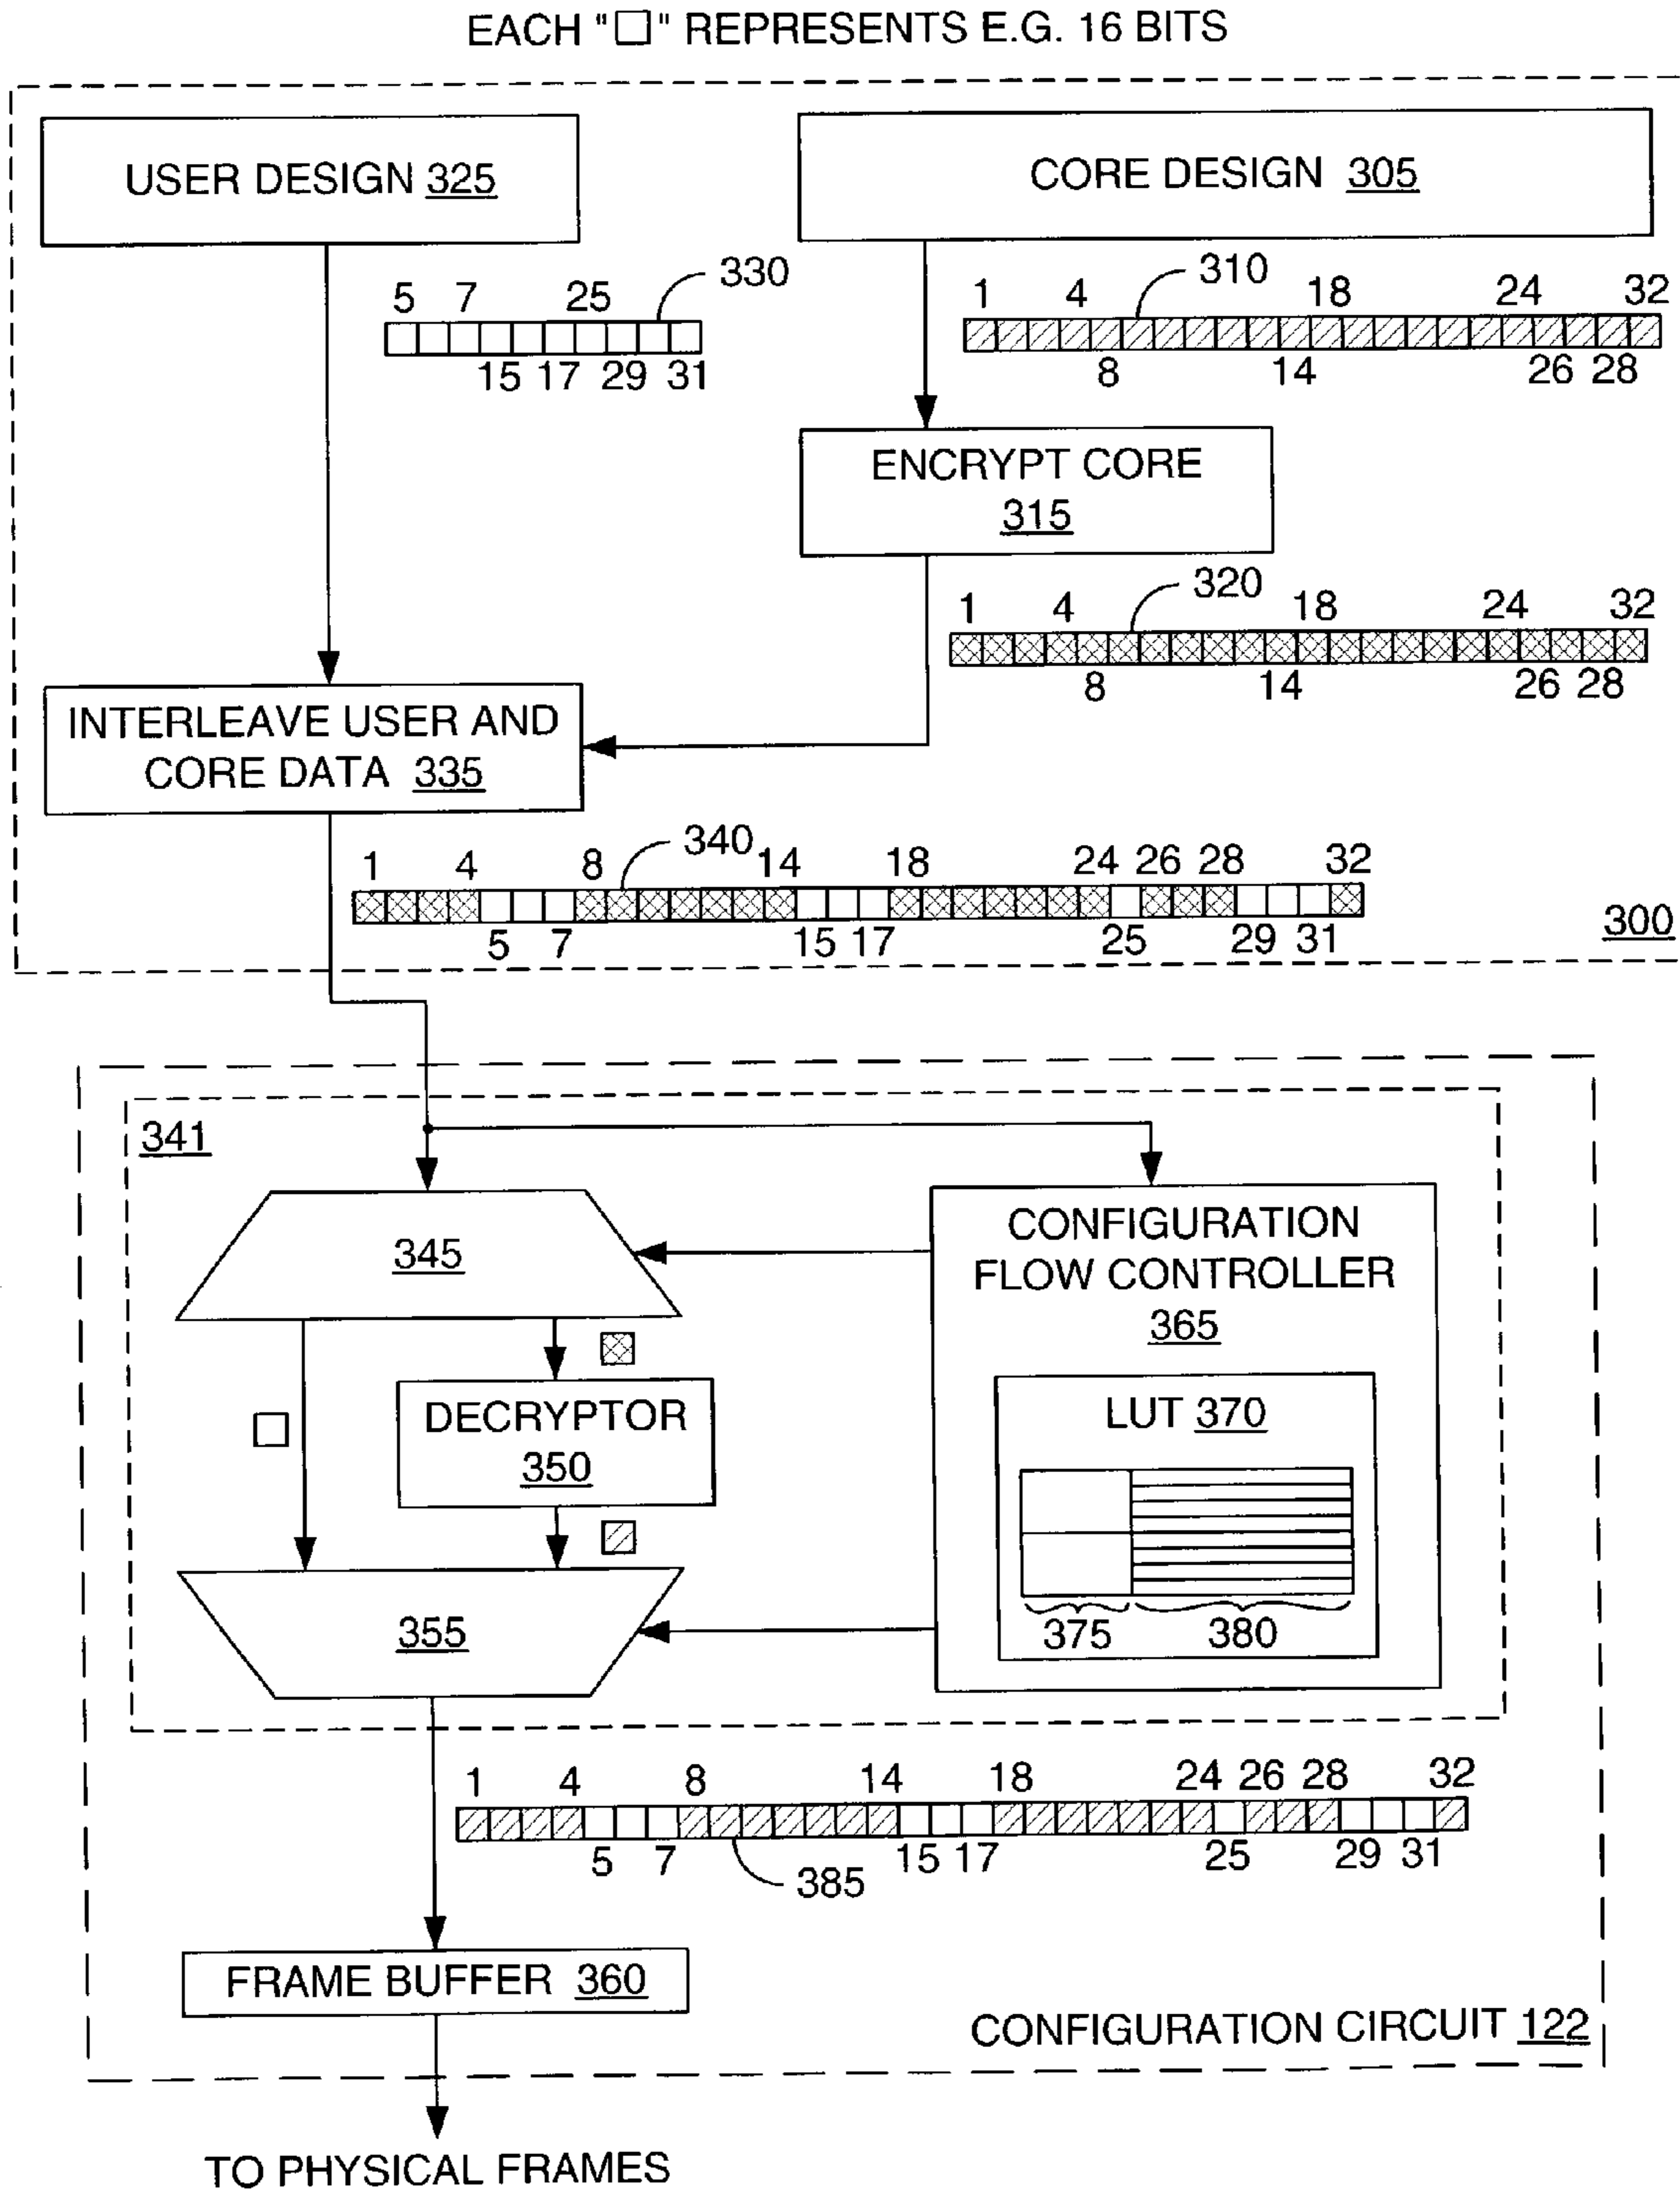 EACH "□" REPRESENTS E.G. 16 BITS
USER DESIGN 325
CORE DESIGN 305
330
5 7 25
15 17 29 31
310
1 4 18 24 32
8 14 26 28
ENCRYPT CORE
315
320
1 4 18 24 32
8 14 26 28
INTERLEAVE USER AND
CORE DATA 335
340
1 4 8 14 18 24 26 28 32
5 7 15 17 25 29 31
300
341
345
CONFIGURATION
FLOW CONTROLLER
365
LUT 370
375 380
DECRYPTOR
350
355
1 4 8 14 18 24 26 28 32
5 7 15 17 25 29 31
385
FRAME BUFFER 360
CONFIGURATION CIRCUIT 122
TO PHYSICAL FRAMES